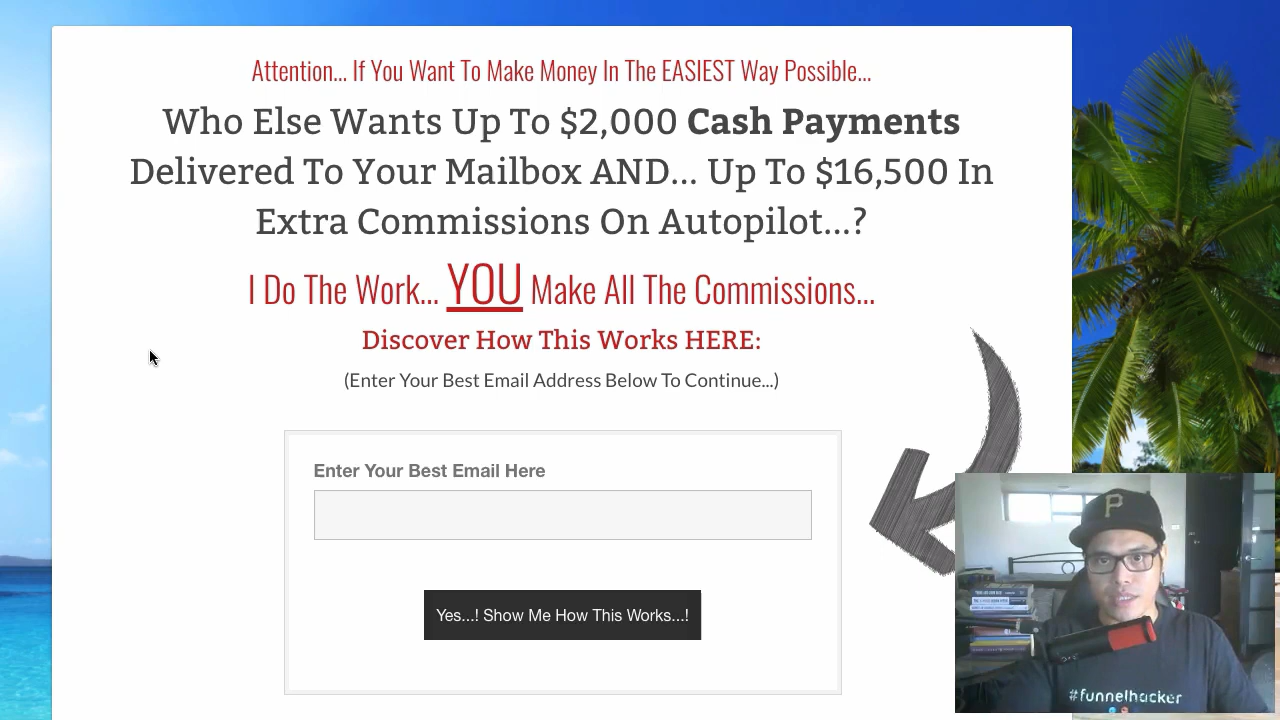 Attention... If You Want To Make Money In The EASIEST Way Possible...
Who Else Wants Up To $2,000 Cash Payments
Delivered To Your Mailbox AND... Up To $16,500 In
Extra Commissions On Autopilot...?
I Do The Work... YOU Make All The Commissions...
Discover How This Works HERE:
(Enter Your Best Email Address Below To Continue...)
Enter Your Best Email Here
Yes...! Show Me How This Works...!
P
#funnelhacker